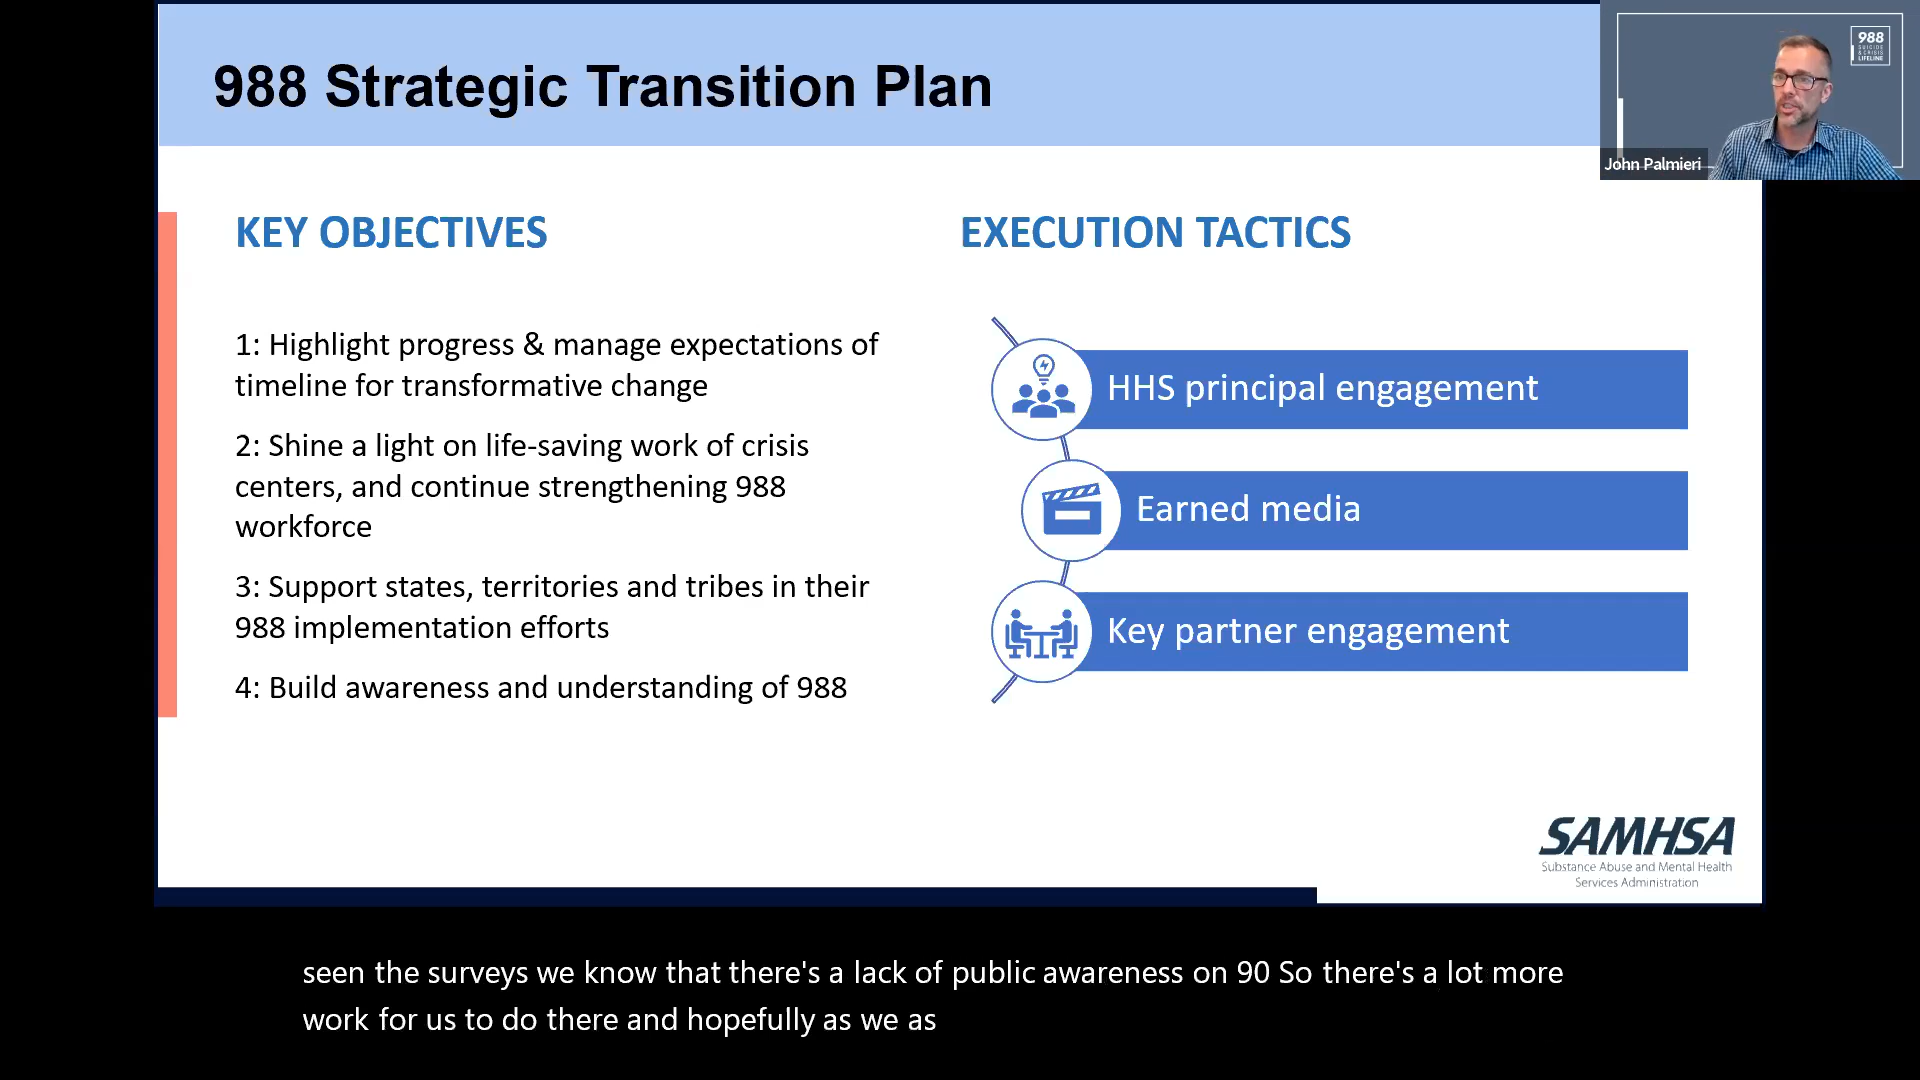 988 Strategic Transition Plan
988
SUICIDE
& CRISIS
LIFELINE
John Palmieri
KEY OBJECTIVES
1: Highlight progress & manage expectations of
timeline for transformative change
2: Shine a light on life-saving work of crisis
centers, and continue strengthening 988
workforce
3: Support states, territories and tribes in their
988 implementation efforts
4: Build awareness and understanding of 988
EXECUTION TACTICS
HHS principal engagement
Earned media
Key partner engagement
SAMHSA
Substance Abuse and Mental Health
Services Administration
seen the surveys we know that there's a lack of public awareness on 90 So there's a lot more
work for us to do there and hopefully as we as